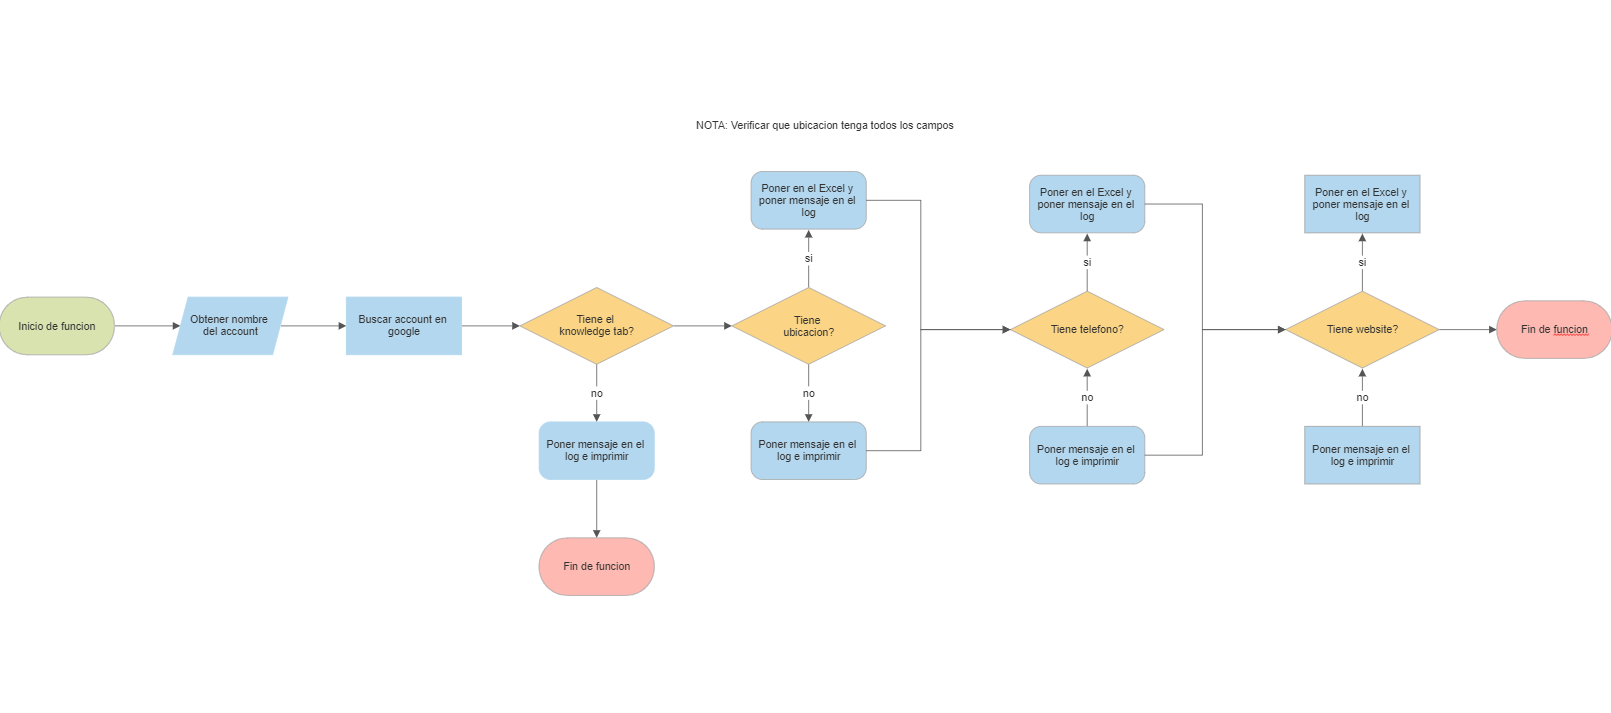 NOTA: Verificar que ubicacion tenga todos los campos
Inicio de funcion
Obtener nombre
del account
Buscar account en
google
Tiene el
knowledge tab?
no
Poner mensaje en el
log e imprimir
Fin de funcion
Tiene
ubicacion?
si
Poner en el Excel y
poner mensaje en el
log
no
Poner mensaje en el
log e imprimir
Tiene telefono?
si
Poner en el Excel y
poner mensaje en el
log
no
Poner mensaje en el
log e imprimir
Tiene website?
si
Poner en el Excel y
poner mensaje en el
log
no
Poner mensaje en el
log e imprimir
Fin de funcion